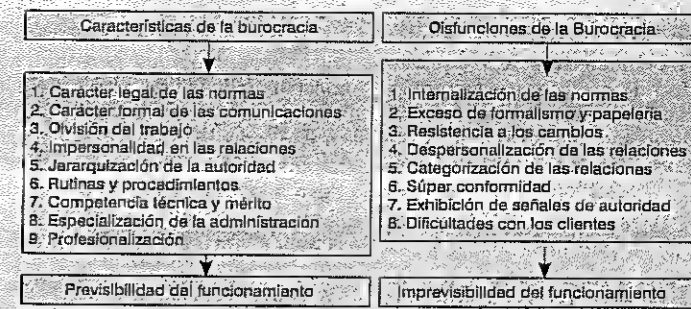 Características de la burocracia
1. Carácter legal de las normas
2. Carácter formal de las comunicaciones
3. División del trabajo
4. Impersonalidad en las relaciones
5. Jerarquización de la autoridad
6. Rutinas y procedimientos
7. Competencia técnica y mérito
8. Especialización de la administración
9. Profesionalización
Previsibilidad del funcionamiento
Disfunciones de la Burocracia
1. Internalización de las normas
2. Exceso de formalismo y papelería
3. Resistencia a los cambios
4. Despersonalización de las relaciones
5. Categorización de las relaciones
6. Súper conformidad
7. Exhibición de señales de autoridad
8. Dificultades con los clientes
Imprevisibilidad del funcionamiento